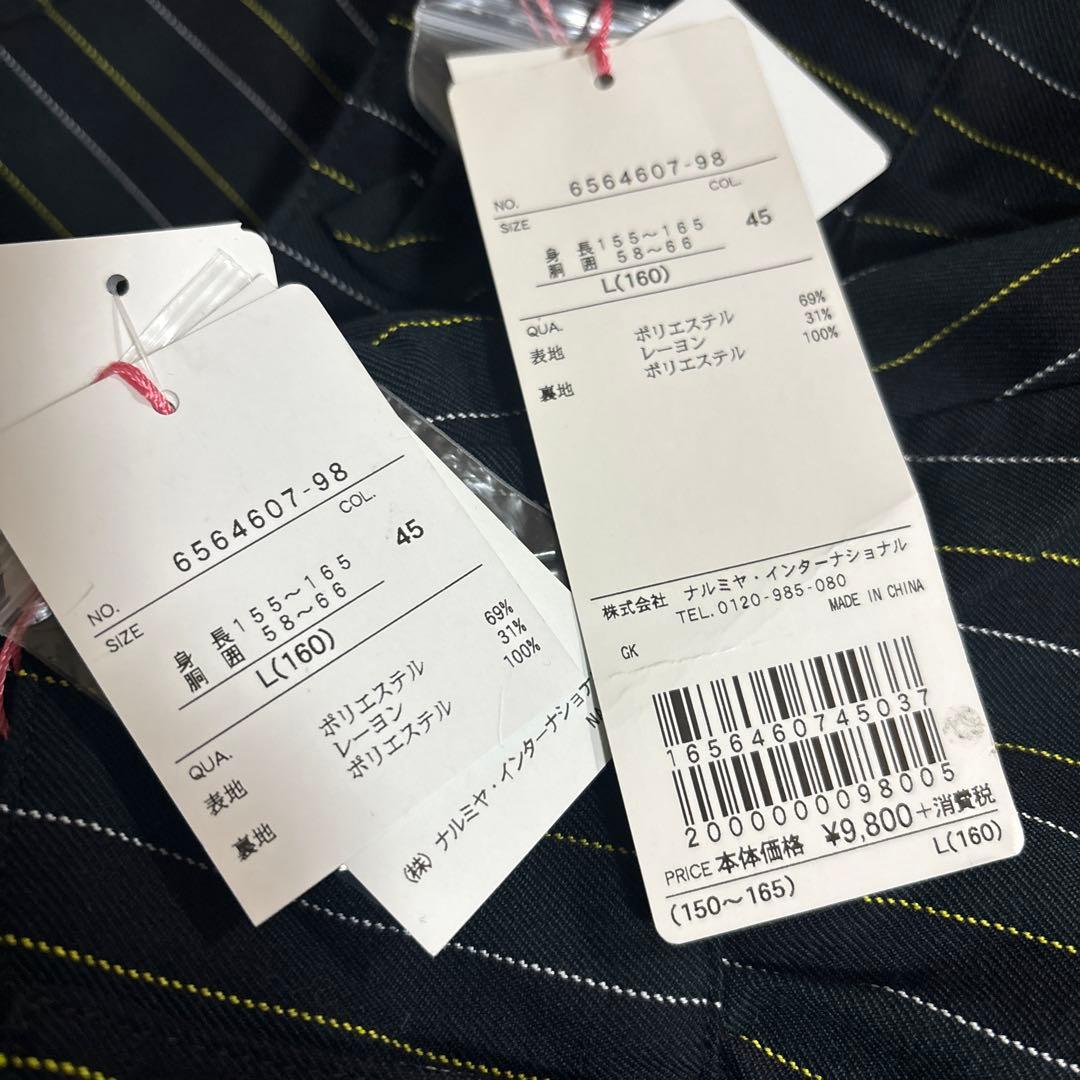 NO. 6564607-98
SIZE COL.
身長155〜165 45
胴囲 58〜66
L(160)
QUA.
表地 ポリエステル 69%
レーヨン 31%
裏地 ポリエステル 100%
株式会社 ナルミヤ・インターナショナル
TEL.0120-985-080
MADE IN CHINA
GK
1656460745037
2000000098005
PRICE 本体価格 ¥9,800+消費税
L(160)
(150〜165)
NO. 6564607-98
SIZE COL.
身長155〜165 45
胴囲 58〜66
L(160)
QUA.
表地 ポリエステル 69%
レーヨン 31%
裏地 ポリエステル 100%
(株) ナルミヤ・インターナショナ